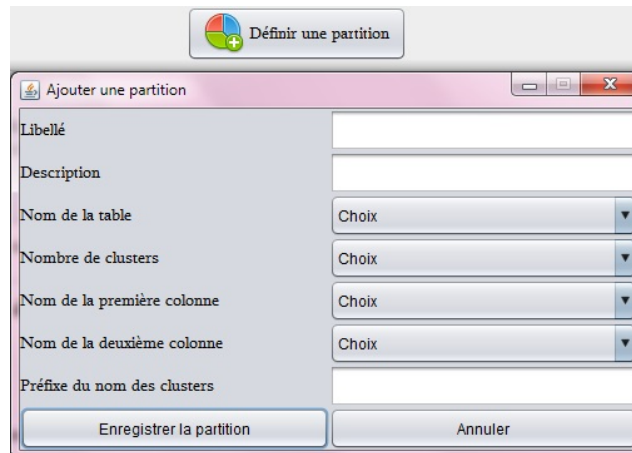 Définir une partition
Ajouter une partition
Libellé
Description
Nom de la table Choix
Nombre de clusters Choix
Nom de la première colonne Choix
Nom de la deuxième colonne Choix
Préfixe du nom des clusters
Enregistrer la partition Annuler